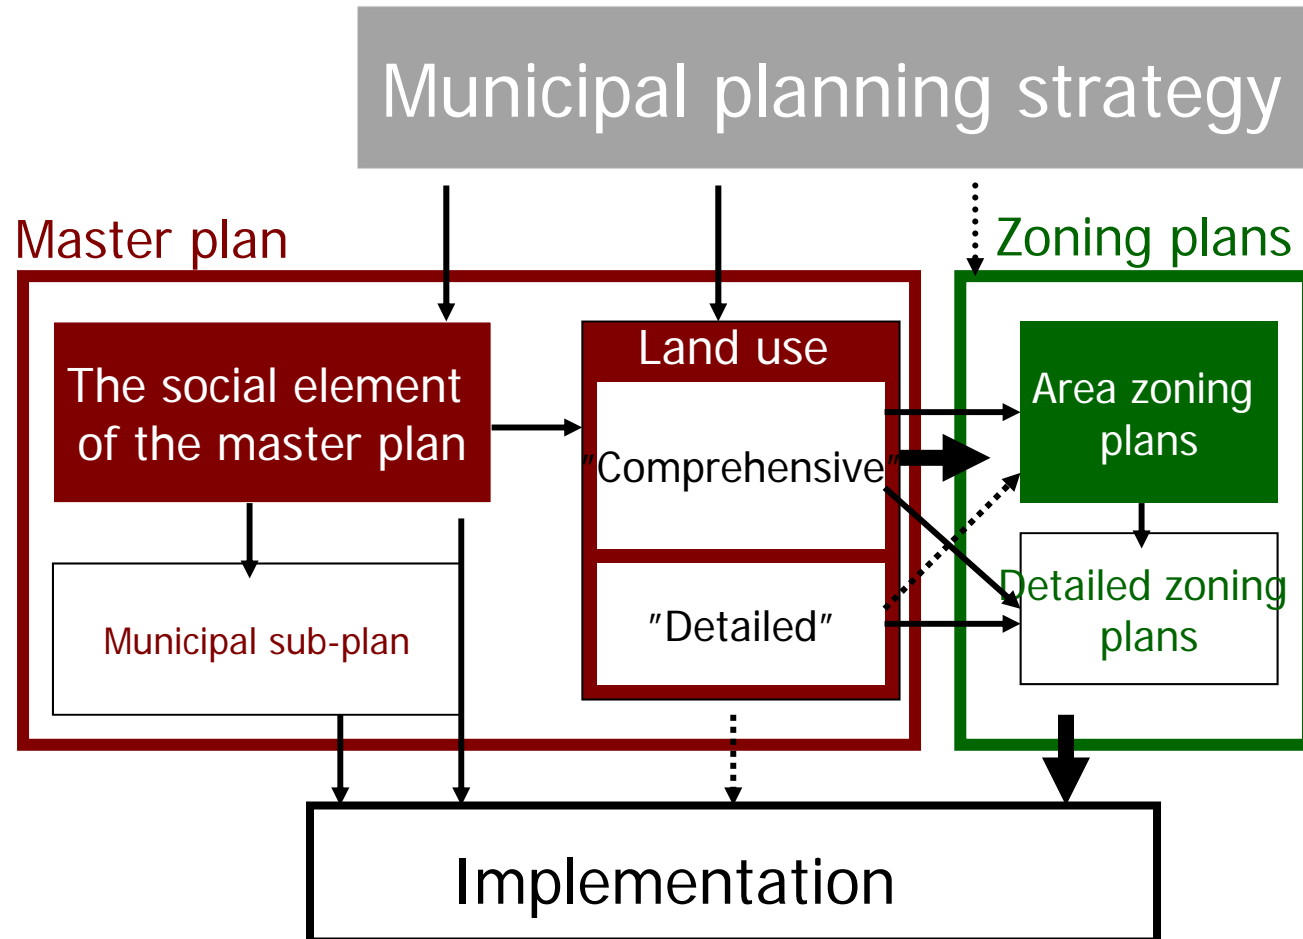 Municipal planning strategy
Master plan
Zoning plans
The social element
of the master plan
Land use
"Comprehensive"
"Detailed"
Municipal sub-plan
Area zoning
plans
Detailed zoning
plans
Implementation